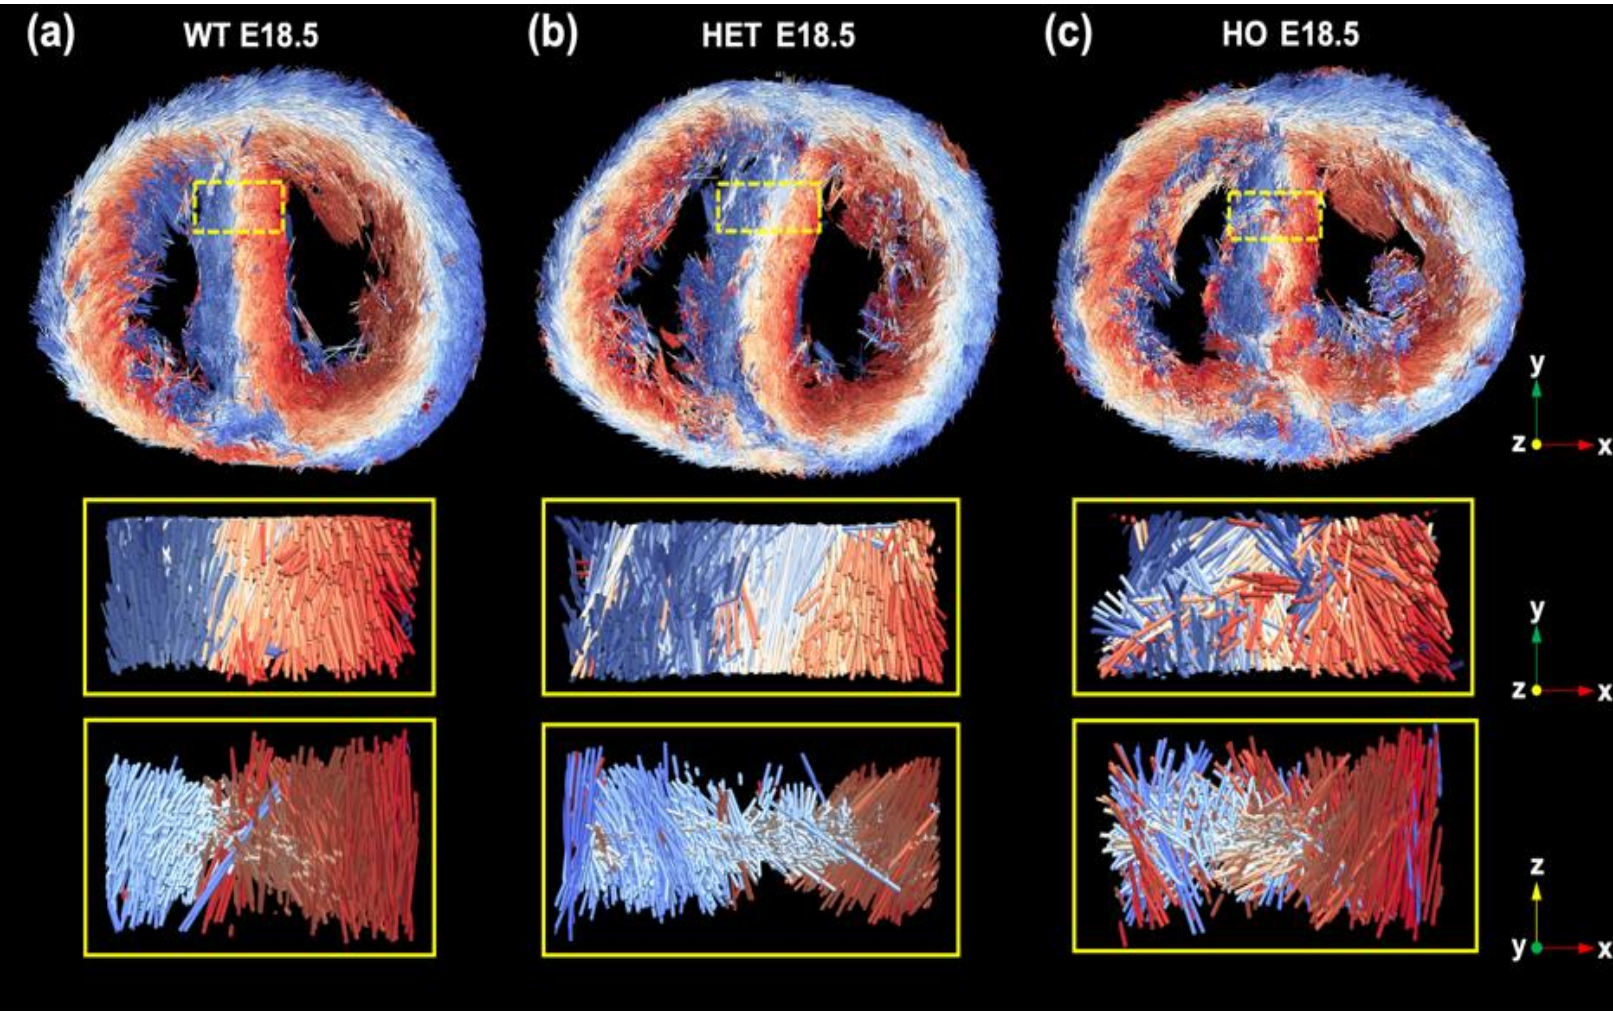 (a) WT E18.5
(b) HET E18.5
(c) HO E18.5
y
z x
y
z x
z
y x